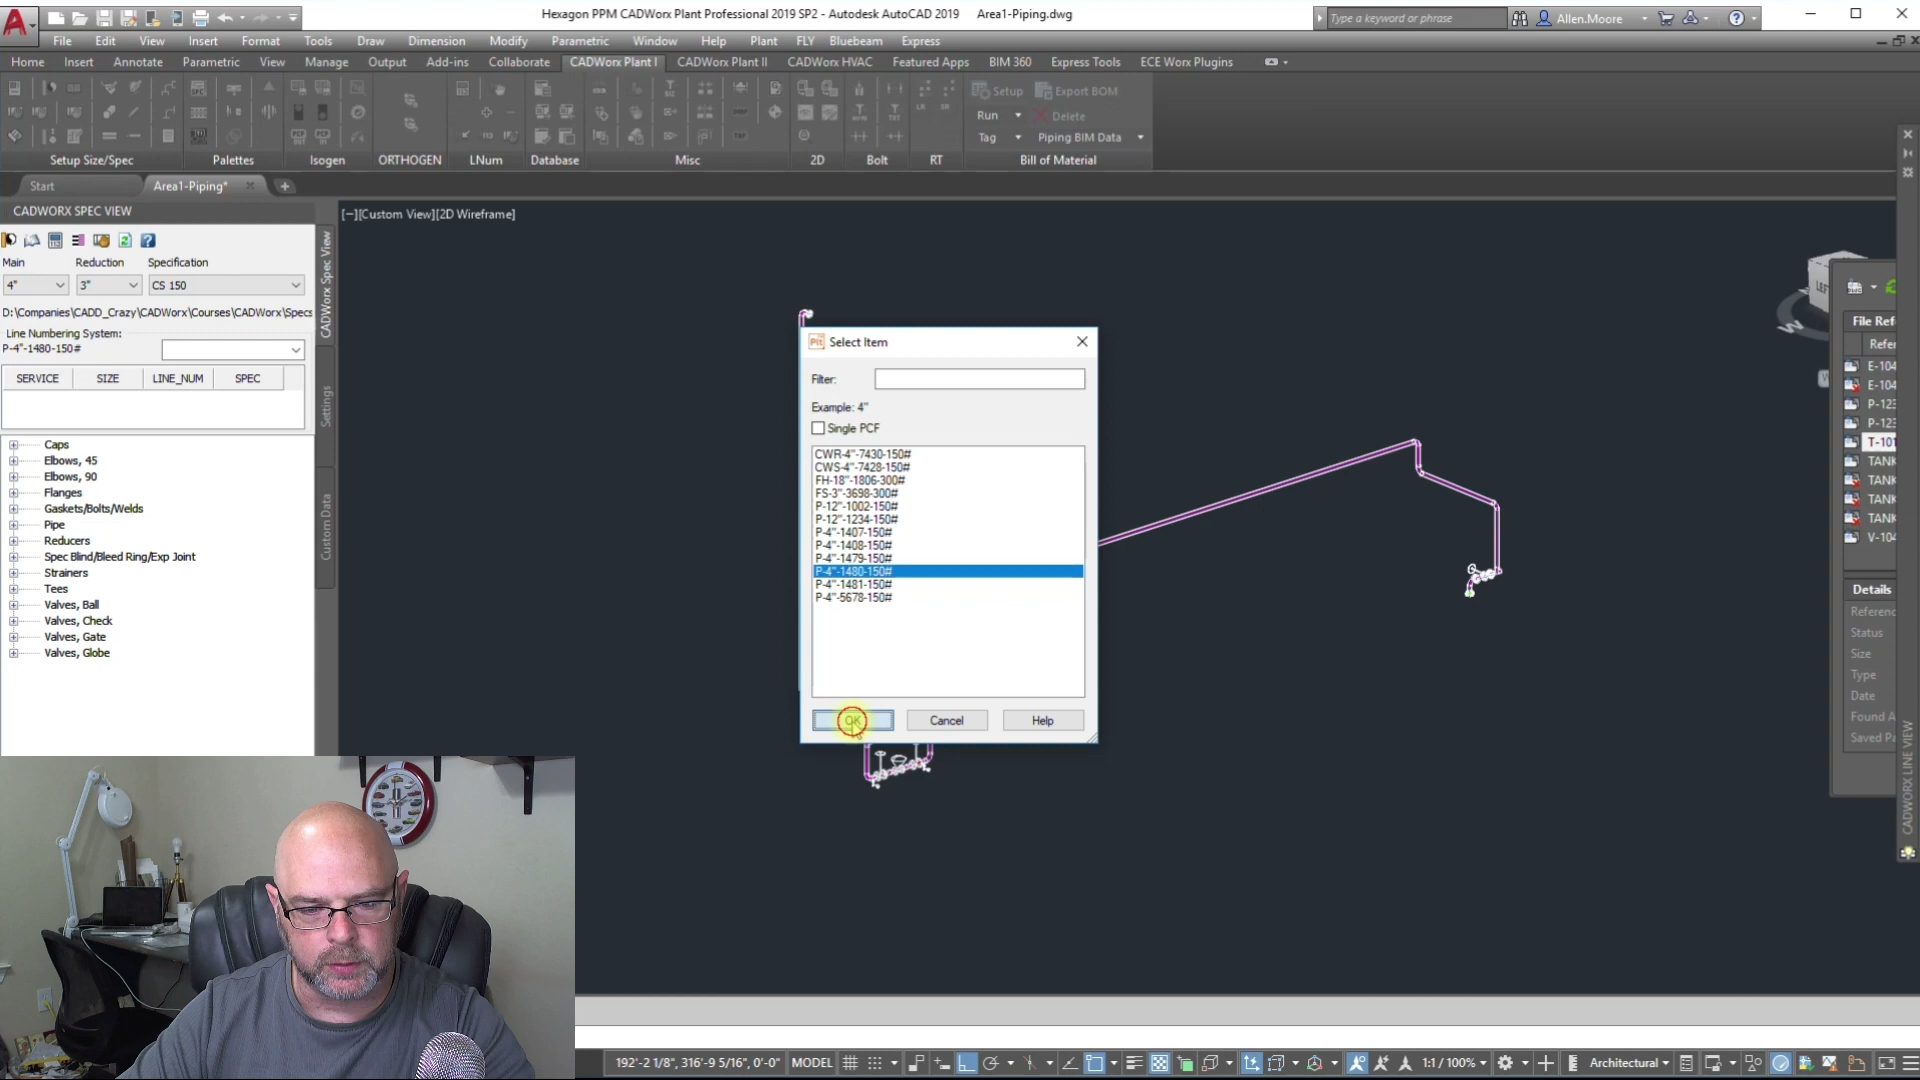 Hexagon PPM CADWorx Plant Professional 2019 SP2 - Autodesk AutoCAD 2019 Area1-Piping.dwg
Type a keyword or phrase
Allen.Moore
File Edit View Insert Format Tools Draw Dimension Modify Parametric Window Help Plant FLY Bluebeam Express
Home Insert Annotate Parametric View Manage Output Add-ins Collaborate CADWorx Plant I CADWorx Plant II CADWorx HVAC Featured Apps BIM 360 Express Tools ECE Worx Plugins
Setup Export BOM
Run Delete
Tag Piping BIM Data
Setup Size/Spec Palettes Isogen ORTHOGEN LNum Database Misc 2D Bolt RT Bill of Material
Start Area1-Piping*
CADWORX SPEC VIEW
[−][Custom View][2D Wireframe]
Main Reduction Specification
4" 3" CS 150
D:\Companies\CADD_Crazy\CADWorx\Courses\CADWorx\Specs
Line Numbering System:
P-4"-1480-150#
SERVICE SIZE LINE_NUM SPEC
Caps
Elbows, 45
Elbows, 90
Flanges
Gaskets/Bolts/Welds
Pipe
Reducers
Spec Blind/Bleed Ring/Exp Joint
Strainers
Tees
Valves, Ball
Valves, Check
Valves, Gate
Valves, Globe
CADWorx Spec View
Settings
Custom Data
Plt Select Item
Filter:
Example: 4"
Single PCF
CWR-4"-7430-150#
CWS-4"-7428-150#
FH-18"-1806-300#
FS-3"-3698-300#
P-12"-1002-150#
P-12"-1234-150#
P-4"-1407-150#
P-4"-1408-150#
P-4"-1479-150#
P-4"-1480-150#
P-4"-1481-150#
P-4"-5678-150#
OK Cancel Help
LEF
W
File Ref
Refer
E-104
E-104
P-123
P-123
T-101
TANK
TANK
TANK
TANK
V-104
Details
Referenc
Status
Size
Type
Date
Found A
Saved Pa
CADWORX LINE VIEW
192'-2 1/8", 316'-9 5/16", 0'-0" MODEL 1:1 / 100% Architectural